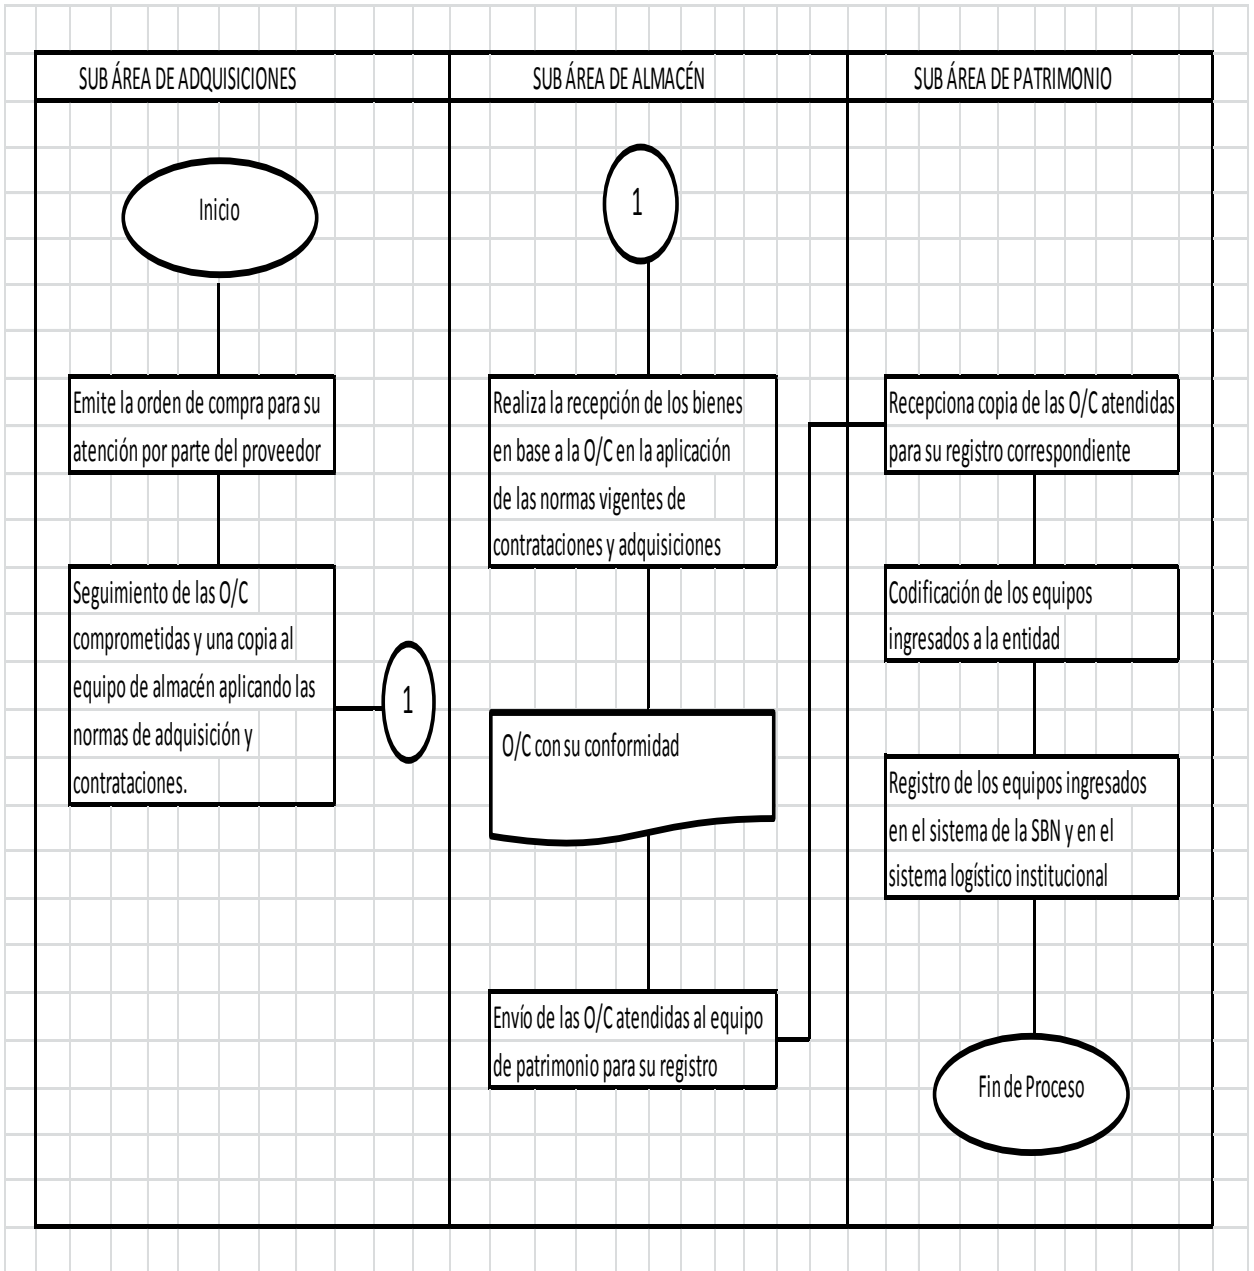 SUB ÁREA DE ADQUISICIONES
SUB ÁREA DE ALMACÉN
SUB ÁREA DE PATRIMONIO
Inicio
Emite la orden de compra para su
atención por parte del proveedor
Seguimiento de las O/C
comprometidas y una copia al
equipo de almacén aplicando las
normas de adquisición y
contrataciones.
1
1
Realiza la recepción de los bienes
en base a la O/C en la aplicación
de las normas vigentes de
contrataciones y adquisiciones
O/C con su conformidad
Envío de las O/C atendidas al equipo
de patrimonio para su registro
Recepciona copia de las O/C atendidas
para su registro correspondiente
Codificación de los equipos
ingresados a la entidad
Registro de los equipos ingresados
en el sistema de la SBN y en el
sistema logístico institucional
Fin de Proceso